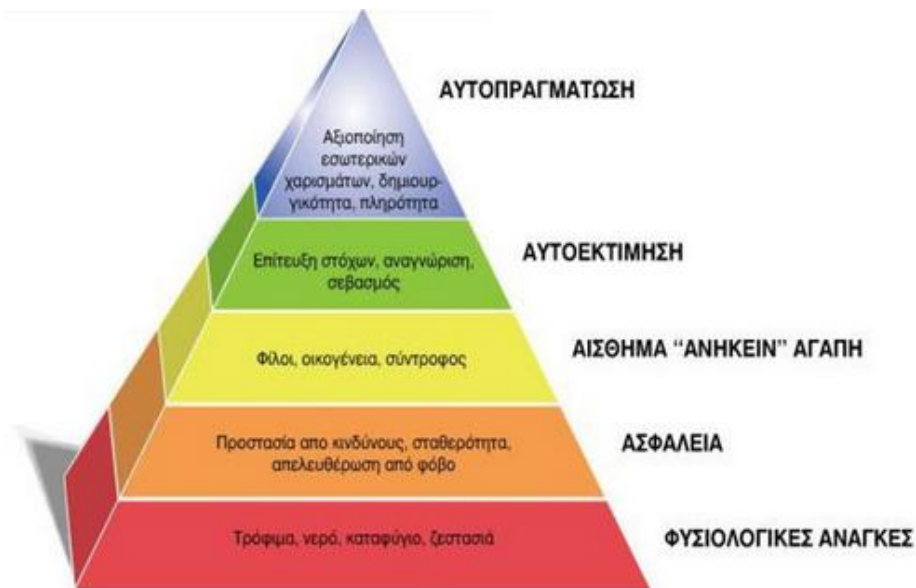 ΑΥΤΟΠΡΑΓΜΑΤΩΣΗ
Αξιοποίηση
εσωτερικών
χαρισμάτων, δημιουρ-
γικότητα, πληρότητα
ΑΥΤΟΕΚΤΙΜΗΣΗ
Επίτευξη στόχων, αναγνώριση,
σεβασμός
ΑΙΣΘΗΜΑ “ΑΝΗΚΕΙΝ” ΑΓΑΠΗ
Φίλοι, οικογένεια, σύντροφος
ΑΣΦΑΛΕΙΑ
Προστασία απο κινδύνους, σταθερότητα,
απελευθέρωση από φόβο
ΦΥΣΙΟΛΟΓΙΚΕΣ ΑΝΑΓΚΕΣ
Τρόφιμα, νερό, καταφύγιο, ζεστασιά